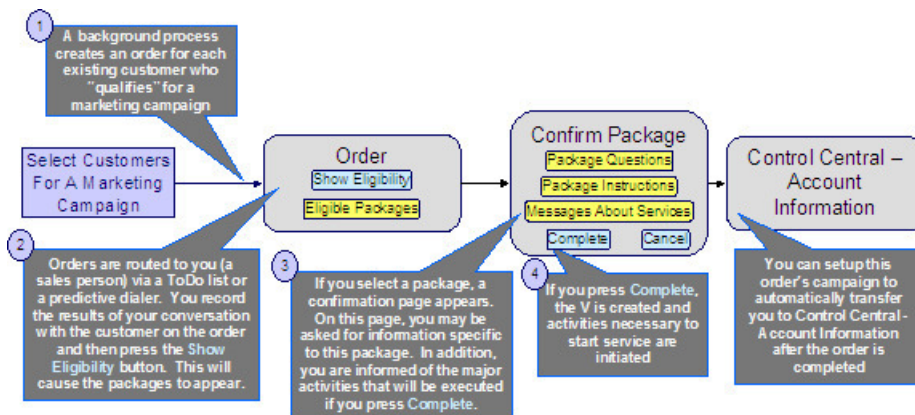 1
A background process
creates an order for each
existing customer who
"qualifies" for a
marketing campaign
Select Customers
For A Marketing
Campaign
Order
Show Eligibility
Eligible Packages
Confirm Package
Package Questions
Package Instructions
Messages About Services
Complete
Cancel
Control Central –
Account
Information
2
Orders are routed to you (a
sales person) via a ToDo list or
a predictive dialer. You record
the results of your conversation
with the customer on the order
and then press the Show
Eligibility button. This will
cause the packages to appear.
3
If you select a package, a
confirmation page appears.
On this page, you may be
asked for information specific
to this package. In addition,
you are informed of the major
activities that will be executed
if you press Complete.
4
If you press Complete,
the V is created and
activities necessary to
start service are
initiated
You can setup this
order's campaign to
automatically transfer
you to Control Central -
Account Information
after the order is
completed